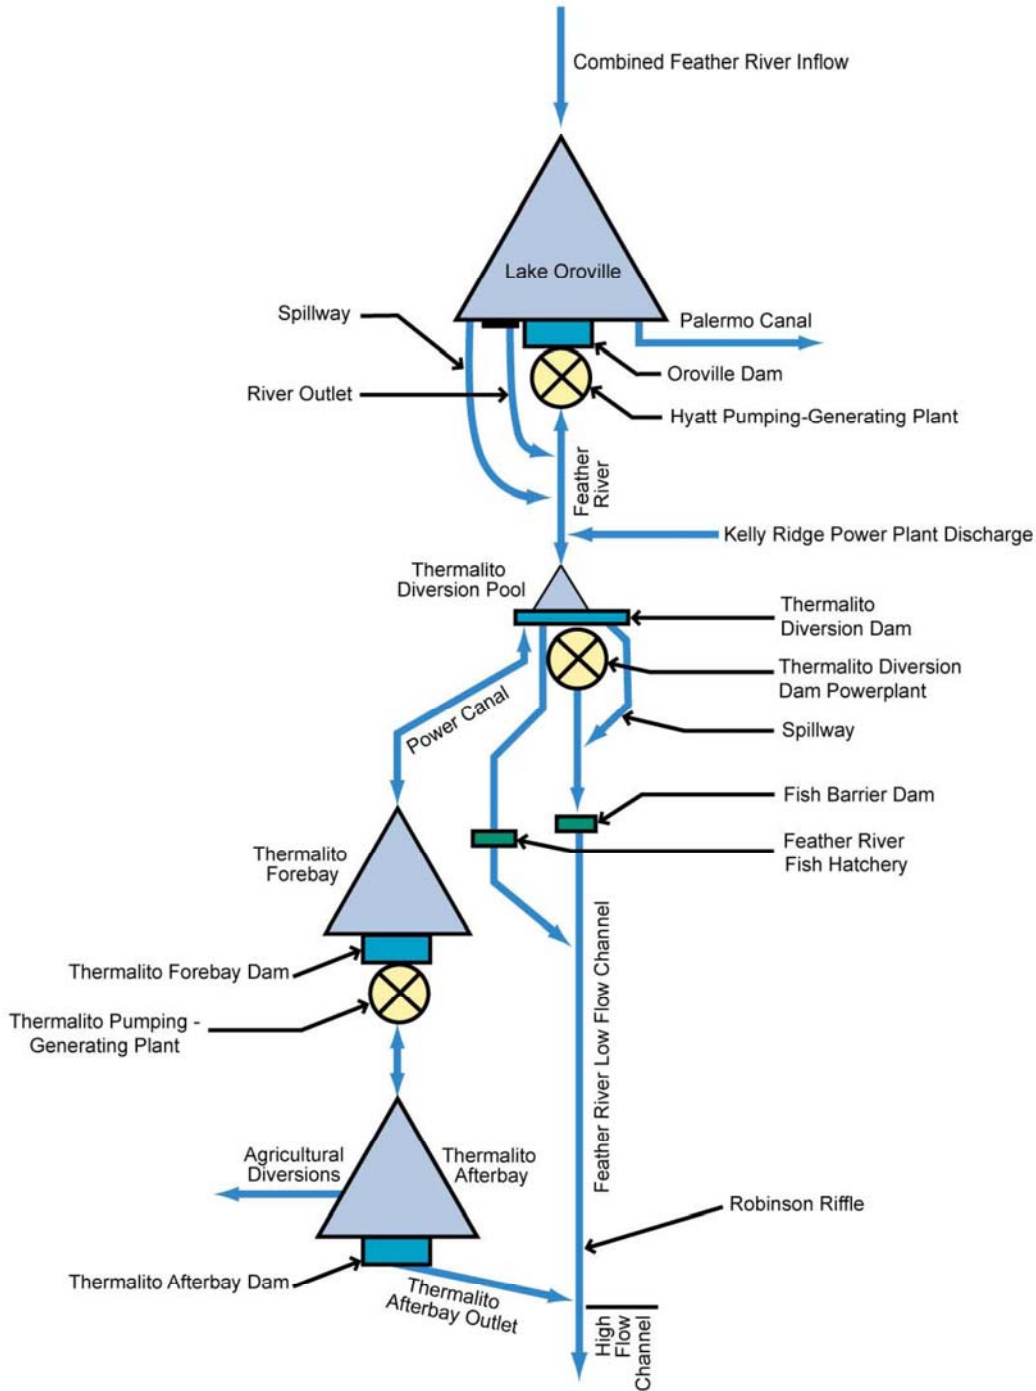 Combined Feather River Inflow
Lake Oroville
Spillway
Palermo Canal
River Outlet
Oroville Dam
Hyatt Pumping-Generating Plant
Feather
River
Kelly Ridge Power Plant Discharge
Thermalito
Diversion Pool
Thermalito
Diversion Dam
Thermalito Diversion
Dam Powerplant
Power Canal
Spillway
Fish Barrier Dam
Feather River
Fish Hatchery
Thermalito
Forebay
Thermalito Forebay Dam
Thermalito Pumping -
Generating Plant
Feather River Low Flow Channel
Agricultural
Diversions
Thermalito
Afterbay
Robinson Riffle
Thermalito Afterbay Dam
Thermalito
Afterbay Outlet
High
Flow
Channel